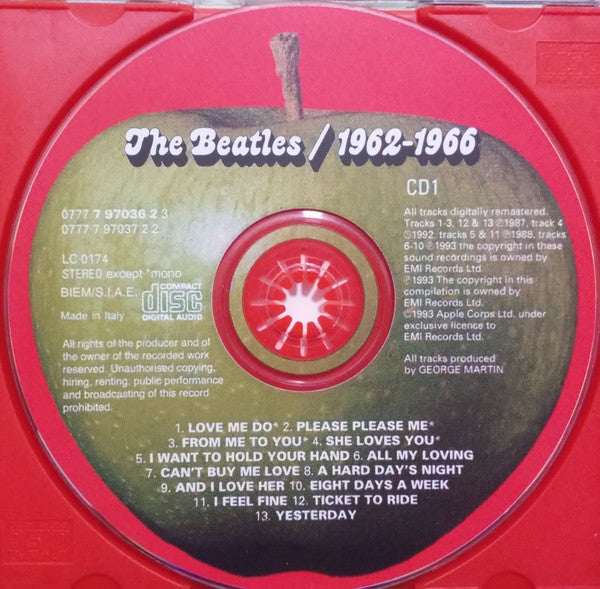 The Beatles / 1962-1966
CD1
0777 7 97036 2 3
0777 7 97037 2 2
LC 0174
STEREO except *mono
BIEM/S.I.A.E.
COMPACT
disc
DIGITAL AUDIO
Made in Italy
All rights of the producer and of
the owner of the recorded work
reserved. Unauthorised copying,
hiring, renting, public performance
and broadcasting of this record
prohibited.
All tracks digitally remastered.
Tracks 1-3, 12 & 13 ℗1987, track 4
℗1992, tracks 5 & 11 ℗1988, tracks
6-10 ℗1993 the copyright in these
sound recordings is owned by
EMI Records Ltd.
℗1993 The copyright in this
compilation is owned by
EMI Records Ltd.
©1993 Apple Corps Ltd. under
exclusive licence to
EMI Records Ltd.
All tracks produced
by GEORGE MARTIN
1. LOVE ME DO* 2. PLEASE PLEASE ME*
3. FROM ME TO YOU* 4. SHE LOVES YOU*
5. I WANT TO HOLD YOUR HAND 6. ALL MY LOVING
7. CAN'T BUY ME LOVE 8. A HARD DAY'S NIGHT
9. AND I LOVE HER 10. EIGHT DAYS A WEEK
11. I FEEL FINE 12. TICKET TO RIDE
13. YESTERDAY